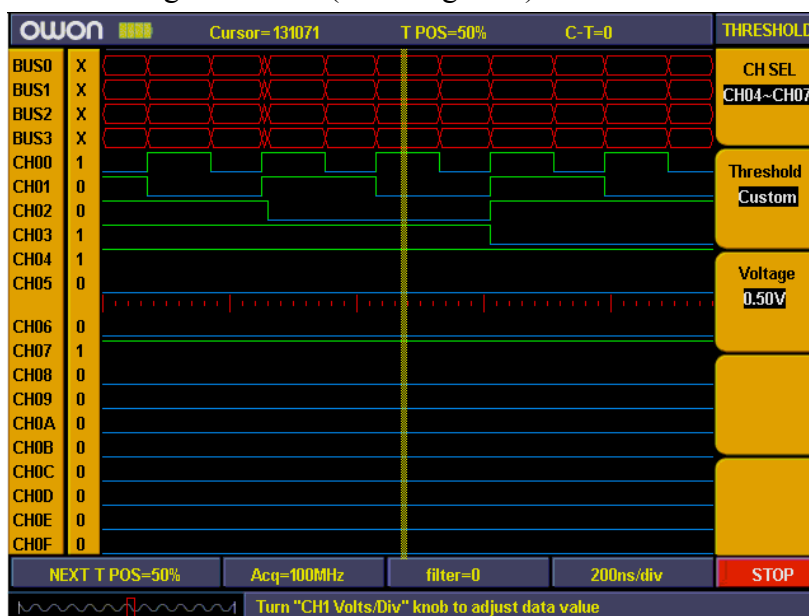 owon Cursor=131071 T POS=50% C-T=0 THRESHOLD
BUS0 X
BUS1 X
BUS2 X
BUS3 X
CH00 1
CH01 0
CH02 0
CH03 1
CH04 1
CH05 0
CH06 0
CH07 1
CH08 0
CH09 0
CH0A 0
CH0B 0
CH0C 0
CH0D 0
CH0E 0
CH0F 0
CH SEL
CH04~CH07
Threshold
Custom
Voltage
0.50V
NEXT T POS=50% Acq=100MHz filter=0 200ns/div STOP
Turn "CH1 Volts/Div" knob to adjust data value